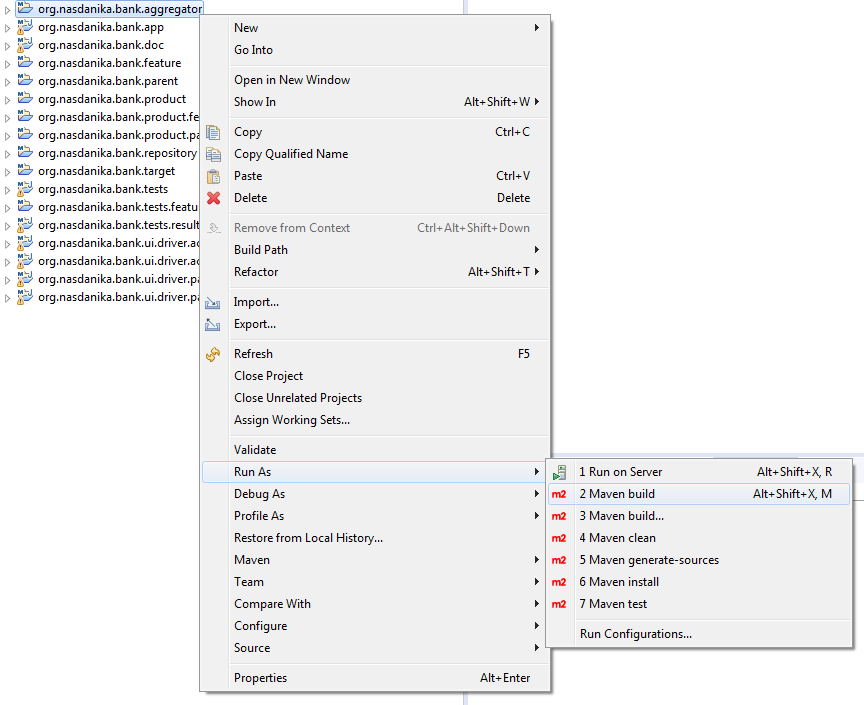 org.nasdanika.bank.aggregator
org.nasdanika.bank.app
org.nasdanika.bank.doc
org.nasdanika.bank.feature
org.nasdanika.bank.parent
org.nasdanika.bank.product
org.nasdanika.bank.product.fe
org.nasdanika.bank.product.pa
org.nasdanika.bank.repository
org.nasdanika.bank.target
org.nasdanika.bank.tests
org.nasdanika.bank.tests.featu
org.nasdanika.bank.tests.result
org.nasdanika.bank.ui.driver.ac
org.nasdanika.bank.ui.driver.ac
org.nasdanika.bank.ui.driver.pa
org.nasdanika.bank.ui.driver.pa
New
Go Into
Open in New Window
Show In Alt+Shift+W
Copy Ctrl+C
Copy Qualified Name
Paste Ctrl+V
Delete Delete
Remove from Context Ctrl+Alt+Shift+Down
Build Path
Refactor Alt+Shift+T
Import...
Export...
Refresh F5
Close Project
Close Unrelated Projects
Assign Working Sets...
Validate
Run As
Debug As
Profile As
Restore from Local History...
Maven
Team
Compare With
Configure
Source
Properties Alt+Enter
1 Run on Server Alt+Shift+X, R
m2 2 Maven build Alt+Shift+X, M
m2 3 Maven build...
m2 4 Maven clean
m2 5 Maven generate-sources
m2 6 Maven install
m2 7 Maven test
Run Configurations...